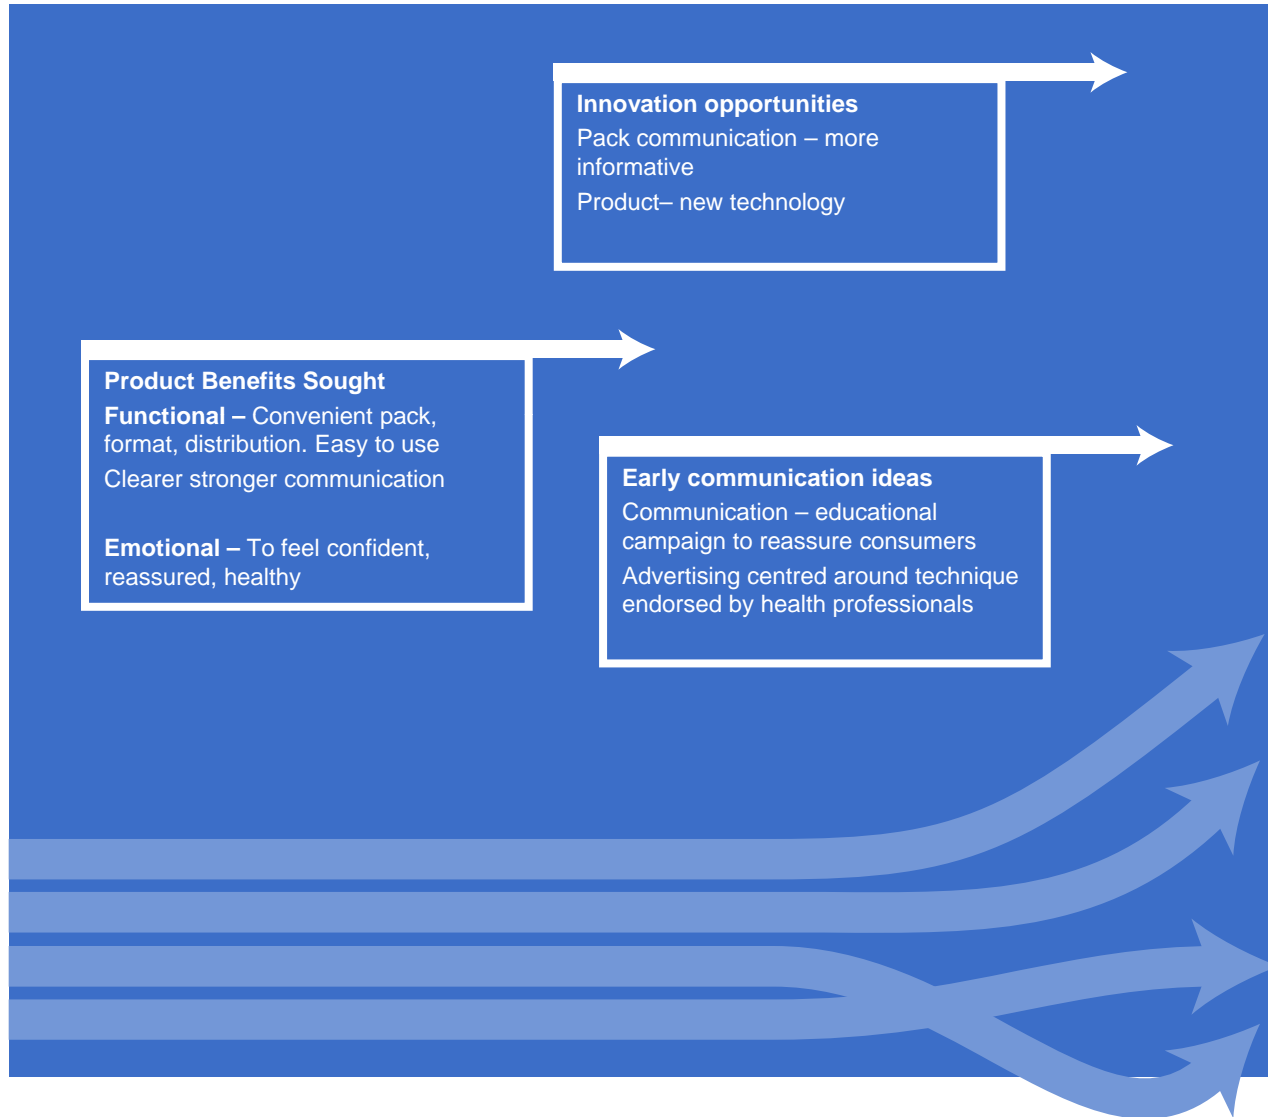 Innovation opportunities
Pack communication – more
informative
Product– new technology
Product Benefits Sought
Functional – Convenient pack,
format, distribution. Easy to use
Clearer stronger communication
Emotional – To feel confident,
reassured, healthy
Early communication ideas
Communication – educational
campaign to reassure consumers
Advertising centred around technique
endorsed by health professionals